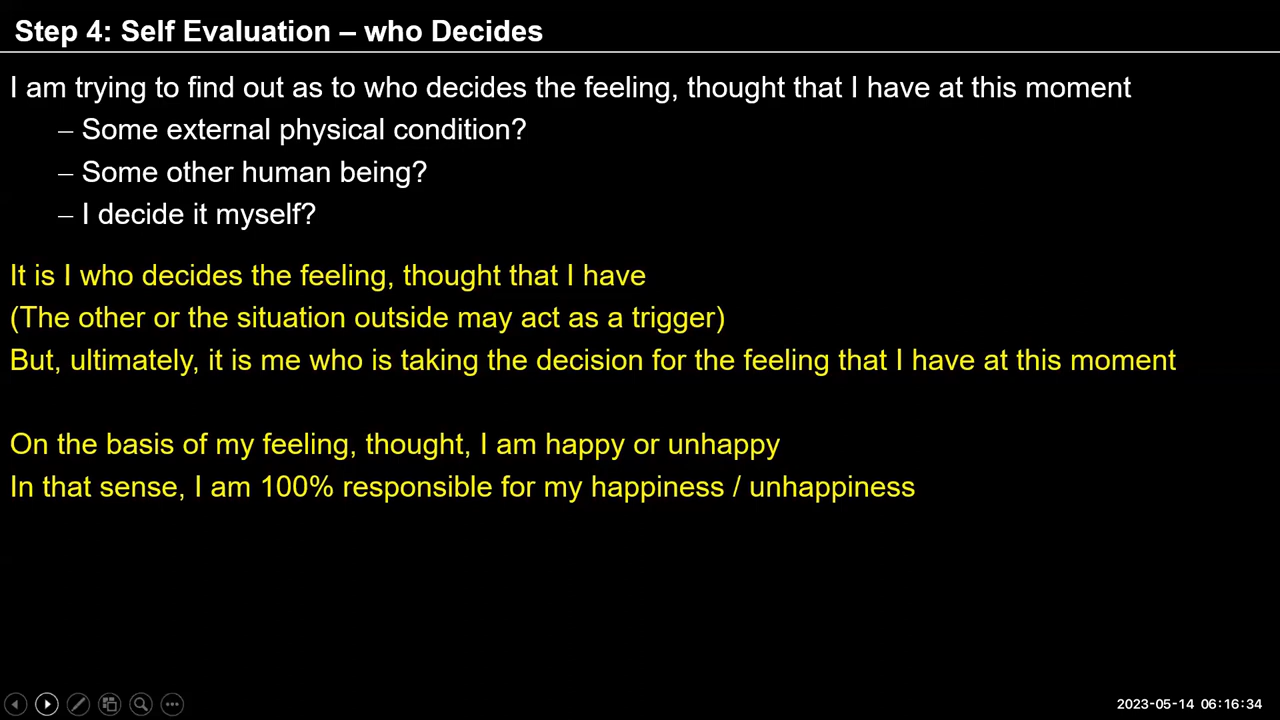 Step 4: Self Evaluation – who Decides
I am trying to find out as to who decides the feeling, thought that I have at this moment
– Some external physical condition?
– Some other human being?
– I decide it myself?
It is I who decides the feeling, thought that I have
(The other or the situation outside may act as a trigger)
But, ultimately, it is me who is taking the decision for the feeling that I have at this moment
On the basis of my feeling, thought, I am happy or unhappy
In that sense, I am 100% responsible for my happiness / unhappiness
2023-05-14 06:16:34